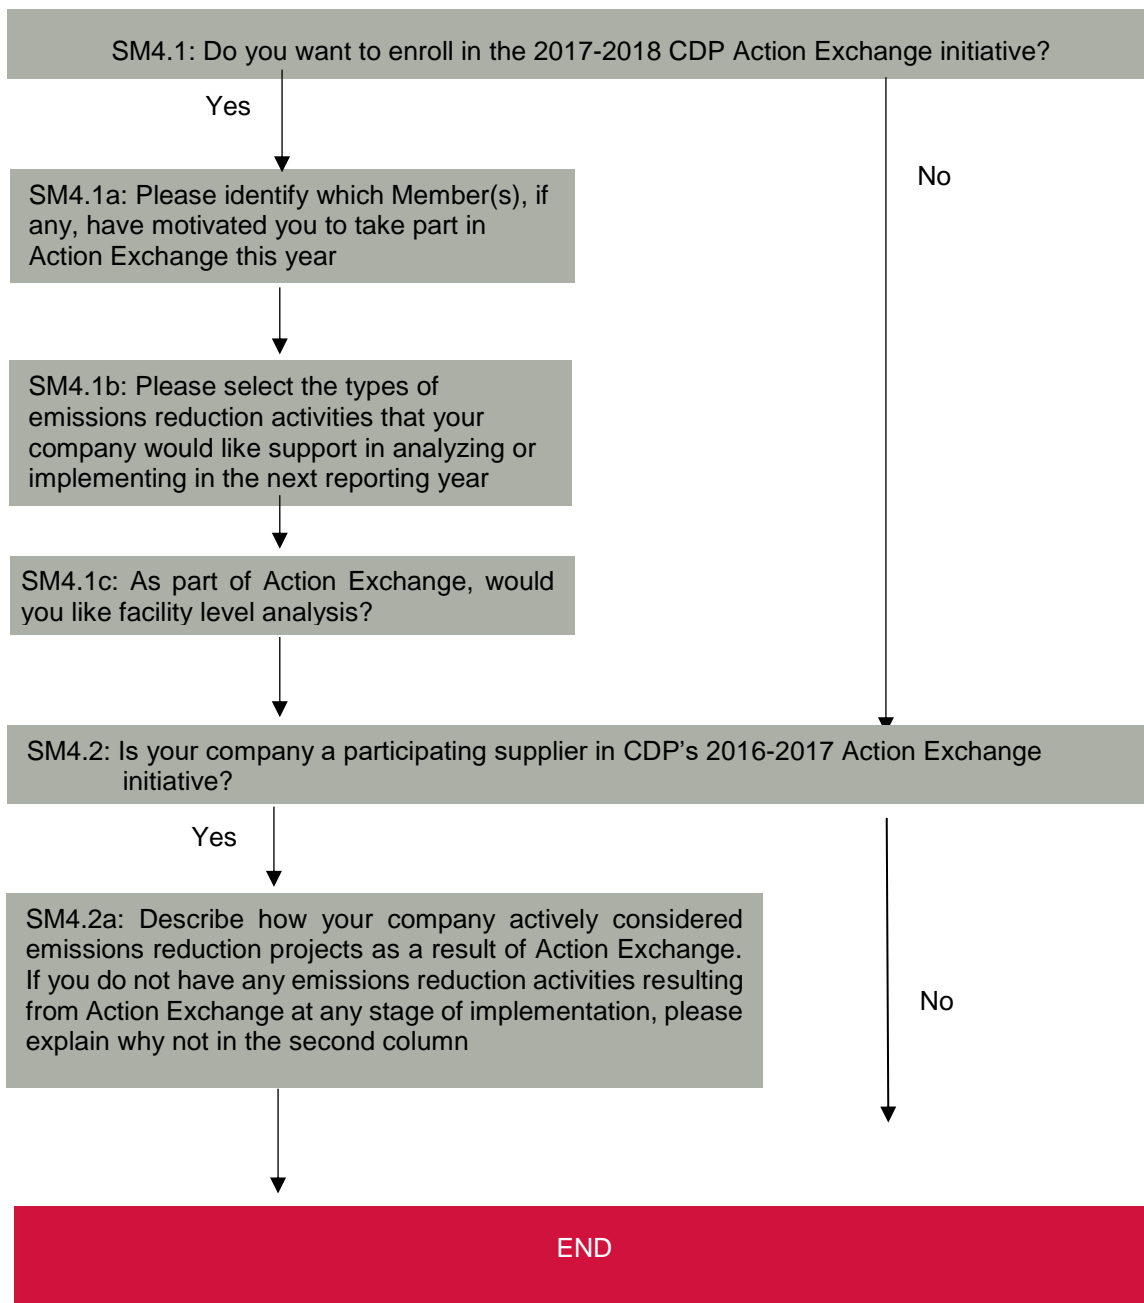 SM4.1: Do you want to enroll in the 2017-2018 CDP Action Exchange initiative?
Yes
No
SM4.1a: Please identify which Member(s), if
any, have motivated you to take part in
Action Exchange this year
SM4.1b: Please select the types of
emissions reduction activities that your
company would like support in analyzing or
implementing in the next reporting year
SM4.1c: As part of Action Exchange, would
you like facility level analysis?
SM4.2: Is your company a participating supplier in CDP’s 2016-2017 Action Exchange
initiative?
Yes
SM4.2a: Describe how your company actively considered
emissions reduction projects as a result of Action Exchange.
If you do not have any emissions reduction activities resulting
from Action Exchange at any stage of implementation, please
explain why not in the second column
No
END